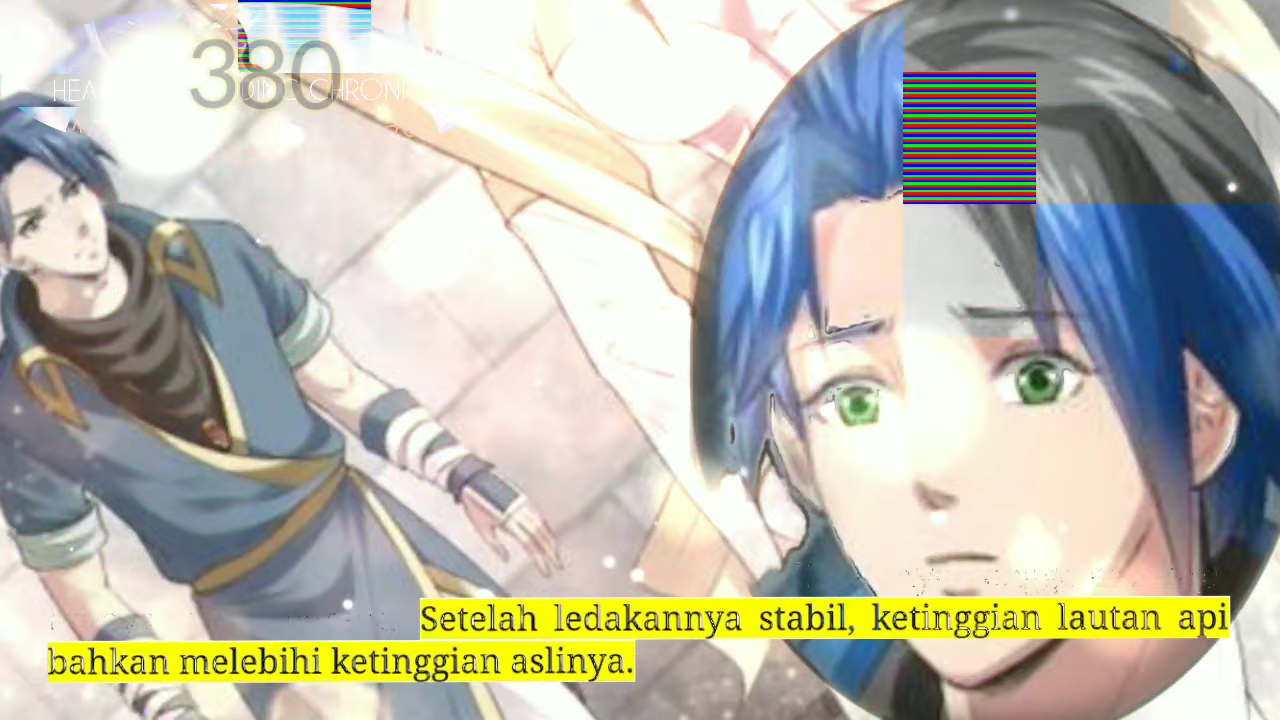 380
Setelah ledakannya stabil, ketinggian lautan api
bahkan melebihi ketinggian aslinya.